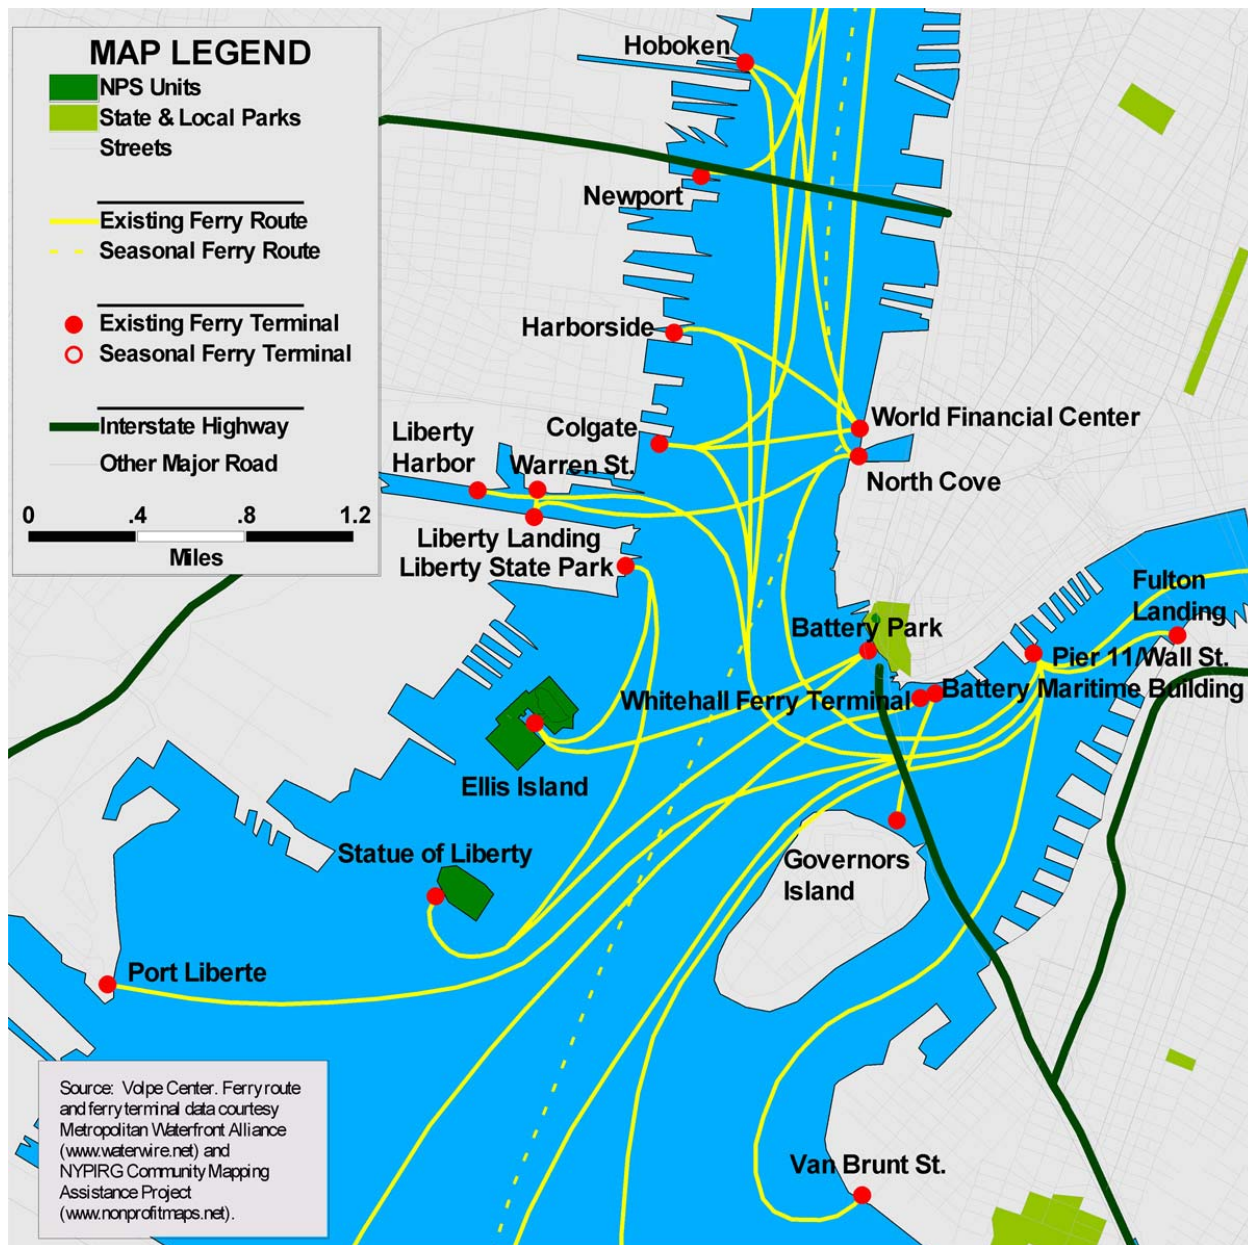 MAP LEGEND
NPS Units
State & Local Parks
Streets
Existing Ferry Route
Seasonal Ferry Route
Existing Ferry Terminal
Seasonal Ferry Terminal
Interstate Highway
Other Major Road
0 .4 .8 1.2
Miles
Hoboken
Newport
Harborside
World Financial Center
Colgate
Liberty
Harbor
Warren St.
North Cove
Liberty Landing
Liberty State Park
Fulton
Landing
Battery Park
Pier 11/Wall St.
Whitehall Ferry Terminal
Battery Maritime Building
Ellis Island
Statue of Liberty
Governors
Island
Port Liberte
Van Brunt St.
Source: Volpe Center. Ferry route
and ferry terminal data courtesy
Metropolitan Waterfront Alliance
(www.waterwire.net) and
NYPIRG Community Mapping
Assistance Project
(www.nonprofitmaps.net).